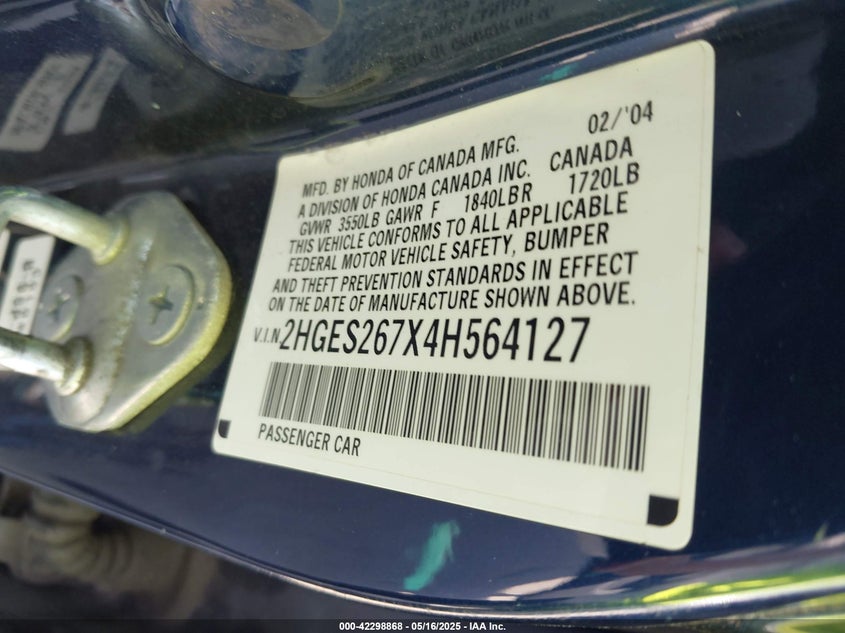 02/'04
MFD. BY HONDA OF CANADA MFG.
A DIVISION OF HONDA CANADA INC. CANADA
GVWR 3550LB GAWR F 1840LBR 1720LB
THIS VEHICLE CONFORMS TO ALL APPLICABLE
FEDERAL MOTOR VEHICLE SAFETY, BUMPER
AND THEFT PREVENTION STANDARDS IN EFFECT
ON THE DATE OF MANUFACTURE SHOWN ABOVE.
V.I.N. 2HGES267X4H564127
PASSENGER CAR
000-42298868 - 05/16/2025 - IAA Inc.